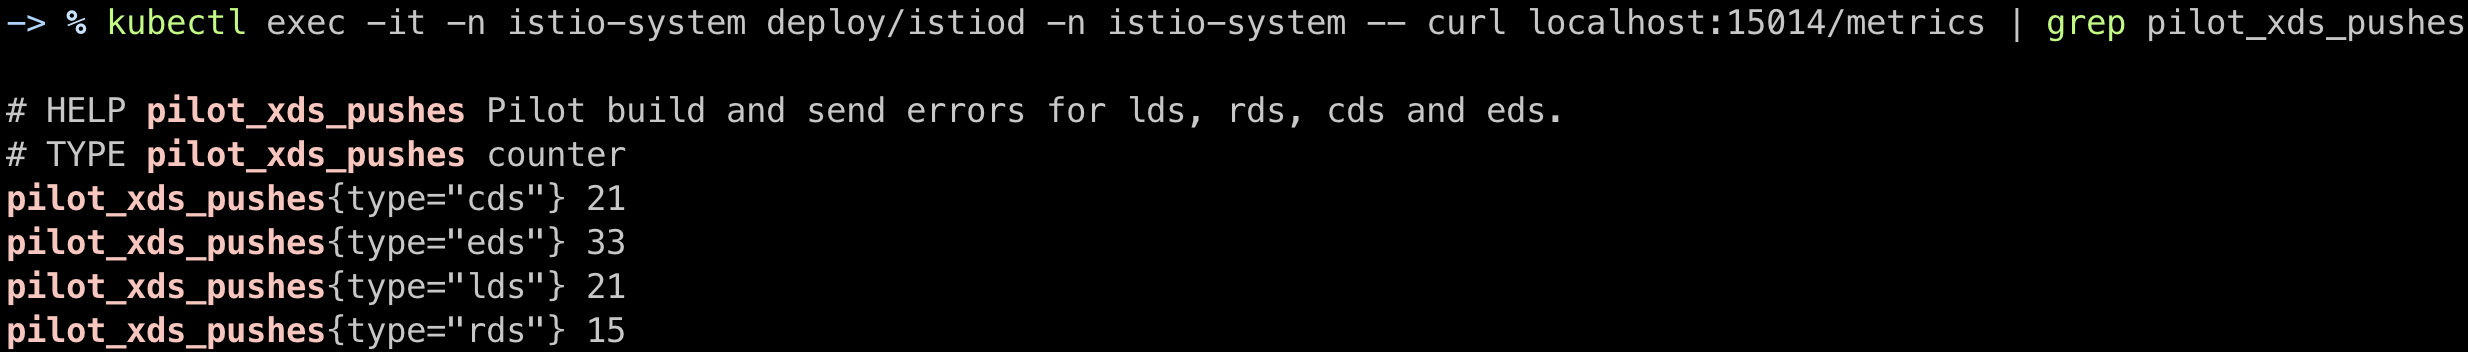 –> % kubectl exec –it –n istio–system deploy/istiod –n istio–system –– curl localhost:15014/metrics | grep pilot_xds_pushes
# HELP pilot_xds_pushes Pilot build and send errors for lds, rds, cds and eds.
# TYPE pilot_xds_pushes counter
pilot_xds_pushes{type="cds"} 21
pilot_xds_pushes{type="eds"} 33
pilot_xds_pushes{type="lds"} 21
pilot_xds_pushes{type="rds"} 15